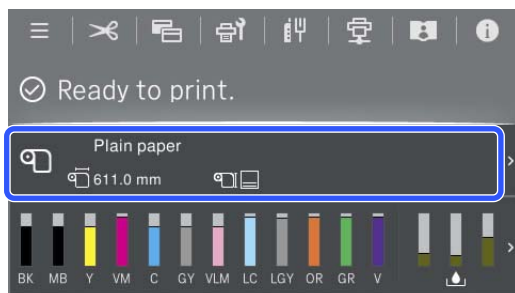 Ready to print.
Plain paper
611.0 mm
BK MB Y VM C GY VLM LC LGY OR GR V